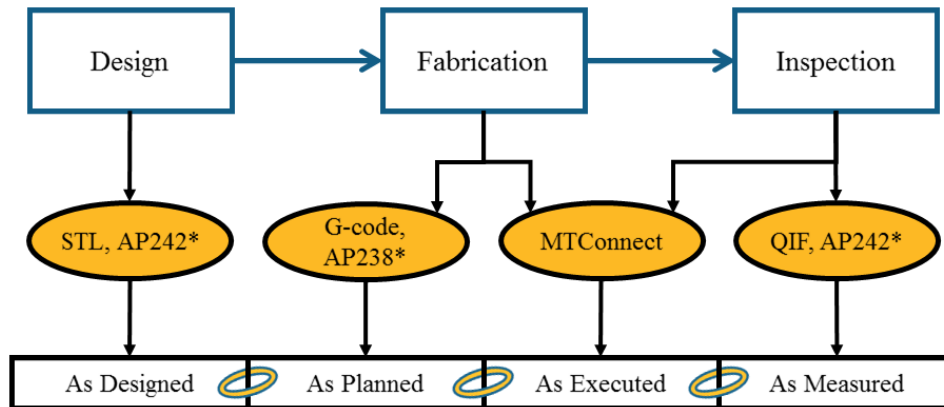 Design
Fabrication
Inspection
STL, AP242*
G-code,
AP238*
MTConnect
QIF, AP242*
As Designed
As Planned
As Executed
As Measured